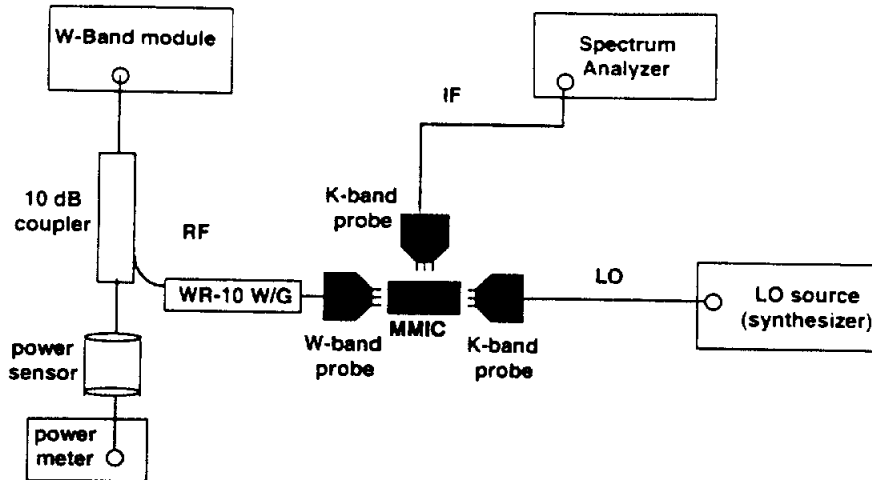 W-Band module
Spectrum
Analyzer
IF
10 dB
coupler
K-band
probe
RF
LO
WR-10 W/G
LO source
(synthesizer)
MMIC
W-band
probe
K-band
probe
power
sensor
power
meter